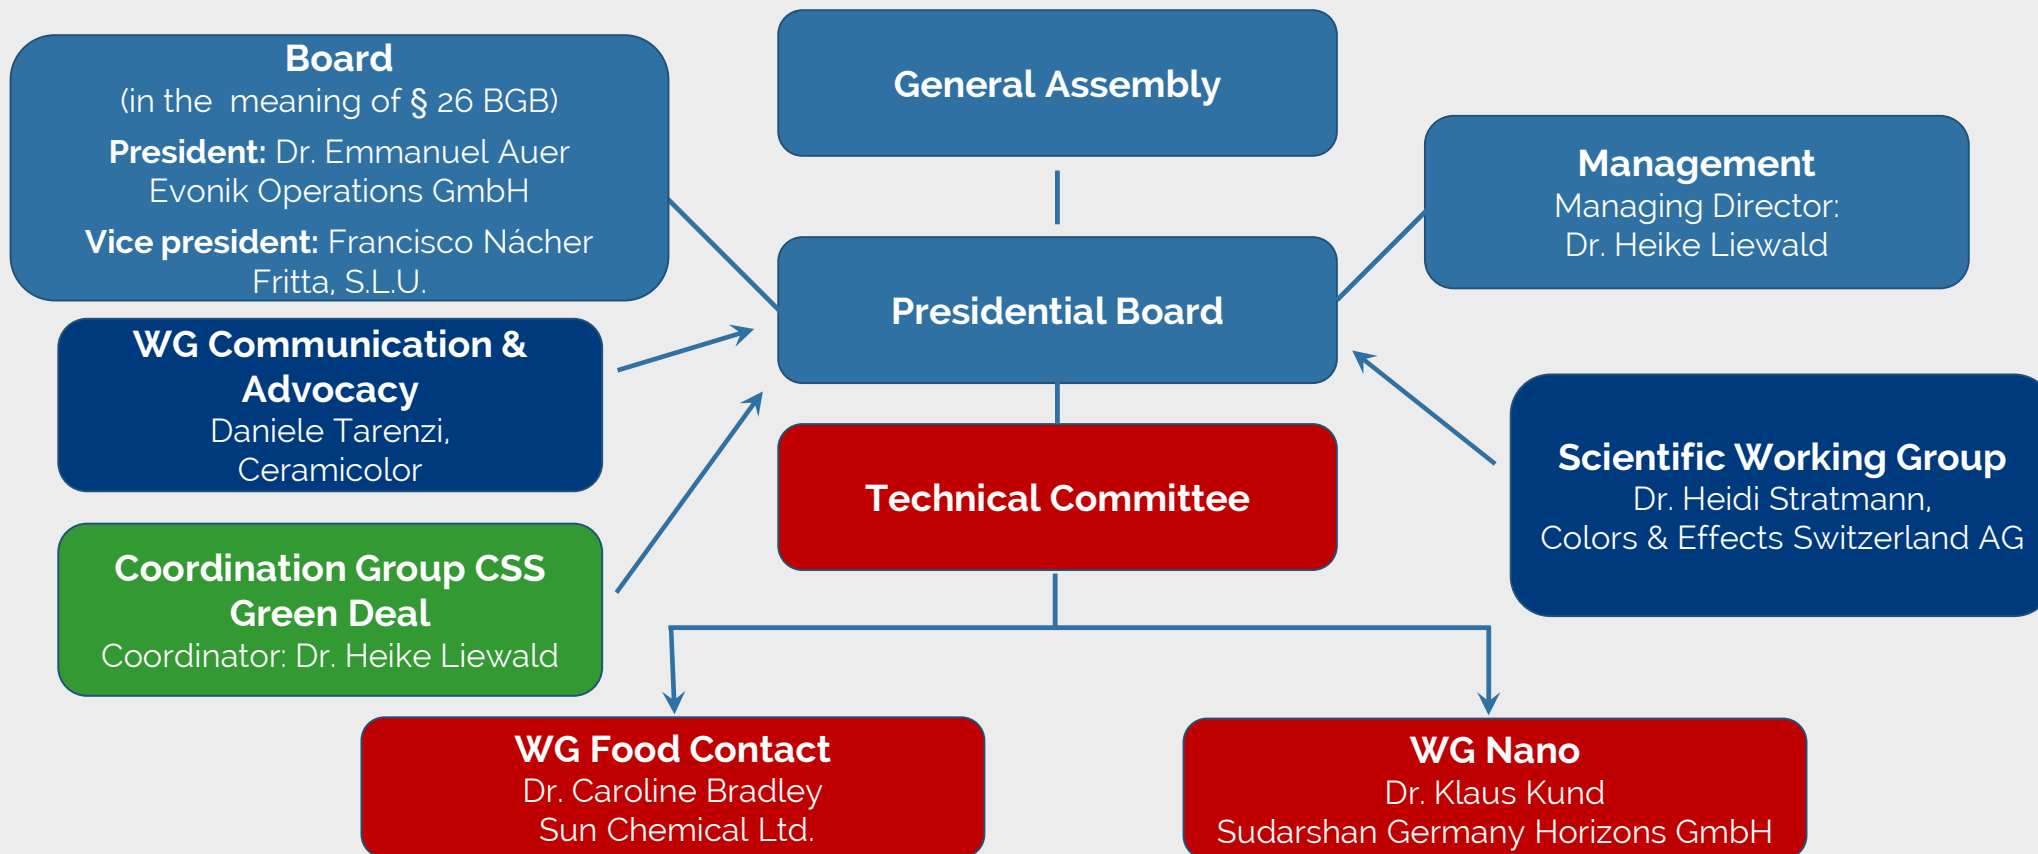 Board
(in the meaning of § 26 BGB)
President: Dr. Emmanuel Auer
Evonik Operations GmbH
Vice president: Francisco Nácher
Fritta, S.L.U.
General Assembly
Management
Managing Director:
Dr. Heike Liewald
Presidential Board
WG Communication &
Advocacy
Daniele Tarenzi,
Ceramicolor
Technical Committee
Scientific Working Group
Dr. Heidi Stratmann,
Colors & Effects Switzerland AG
Coordination Group CSS
Green Deal
Coordinator: Dr. Heike Liewald
WG Food Contact
Dr. Caroline Bradley
Sun Chemical Ltd.
WG Nano
Dr. Klaus Kund
Sudarshan Germany Horizons GmbH